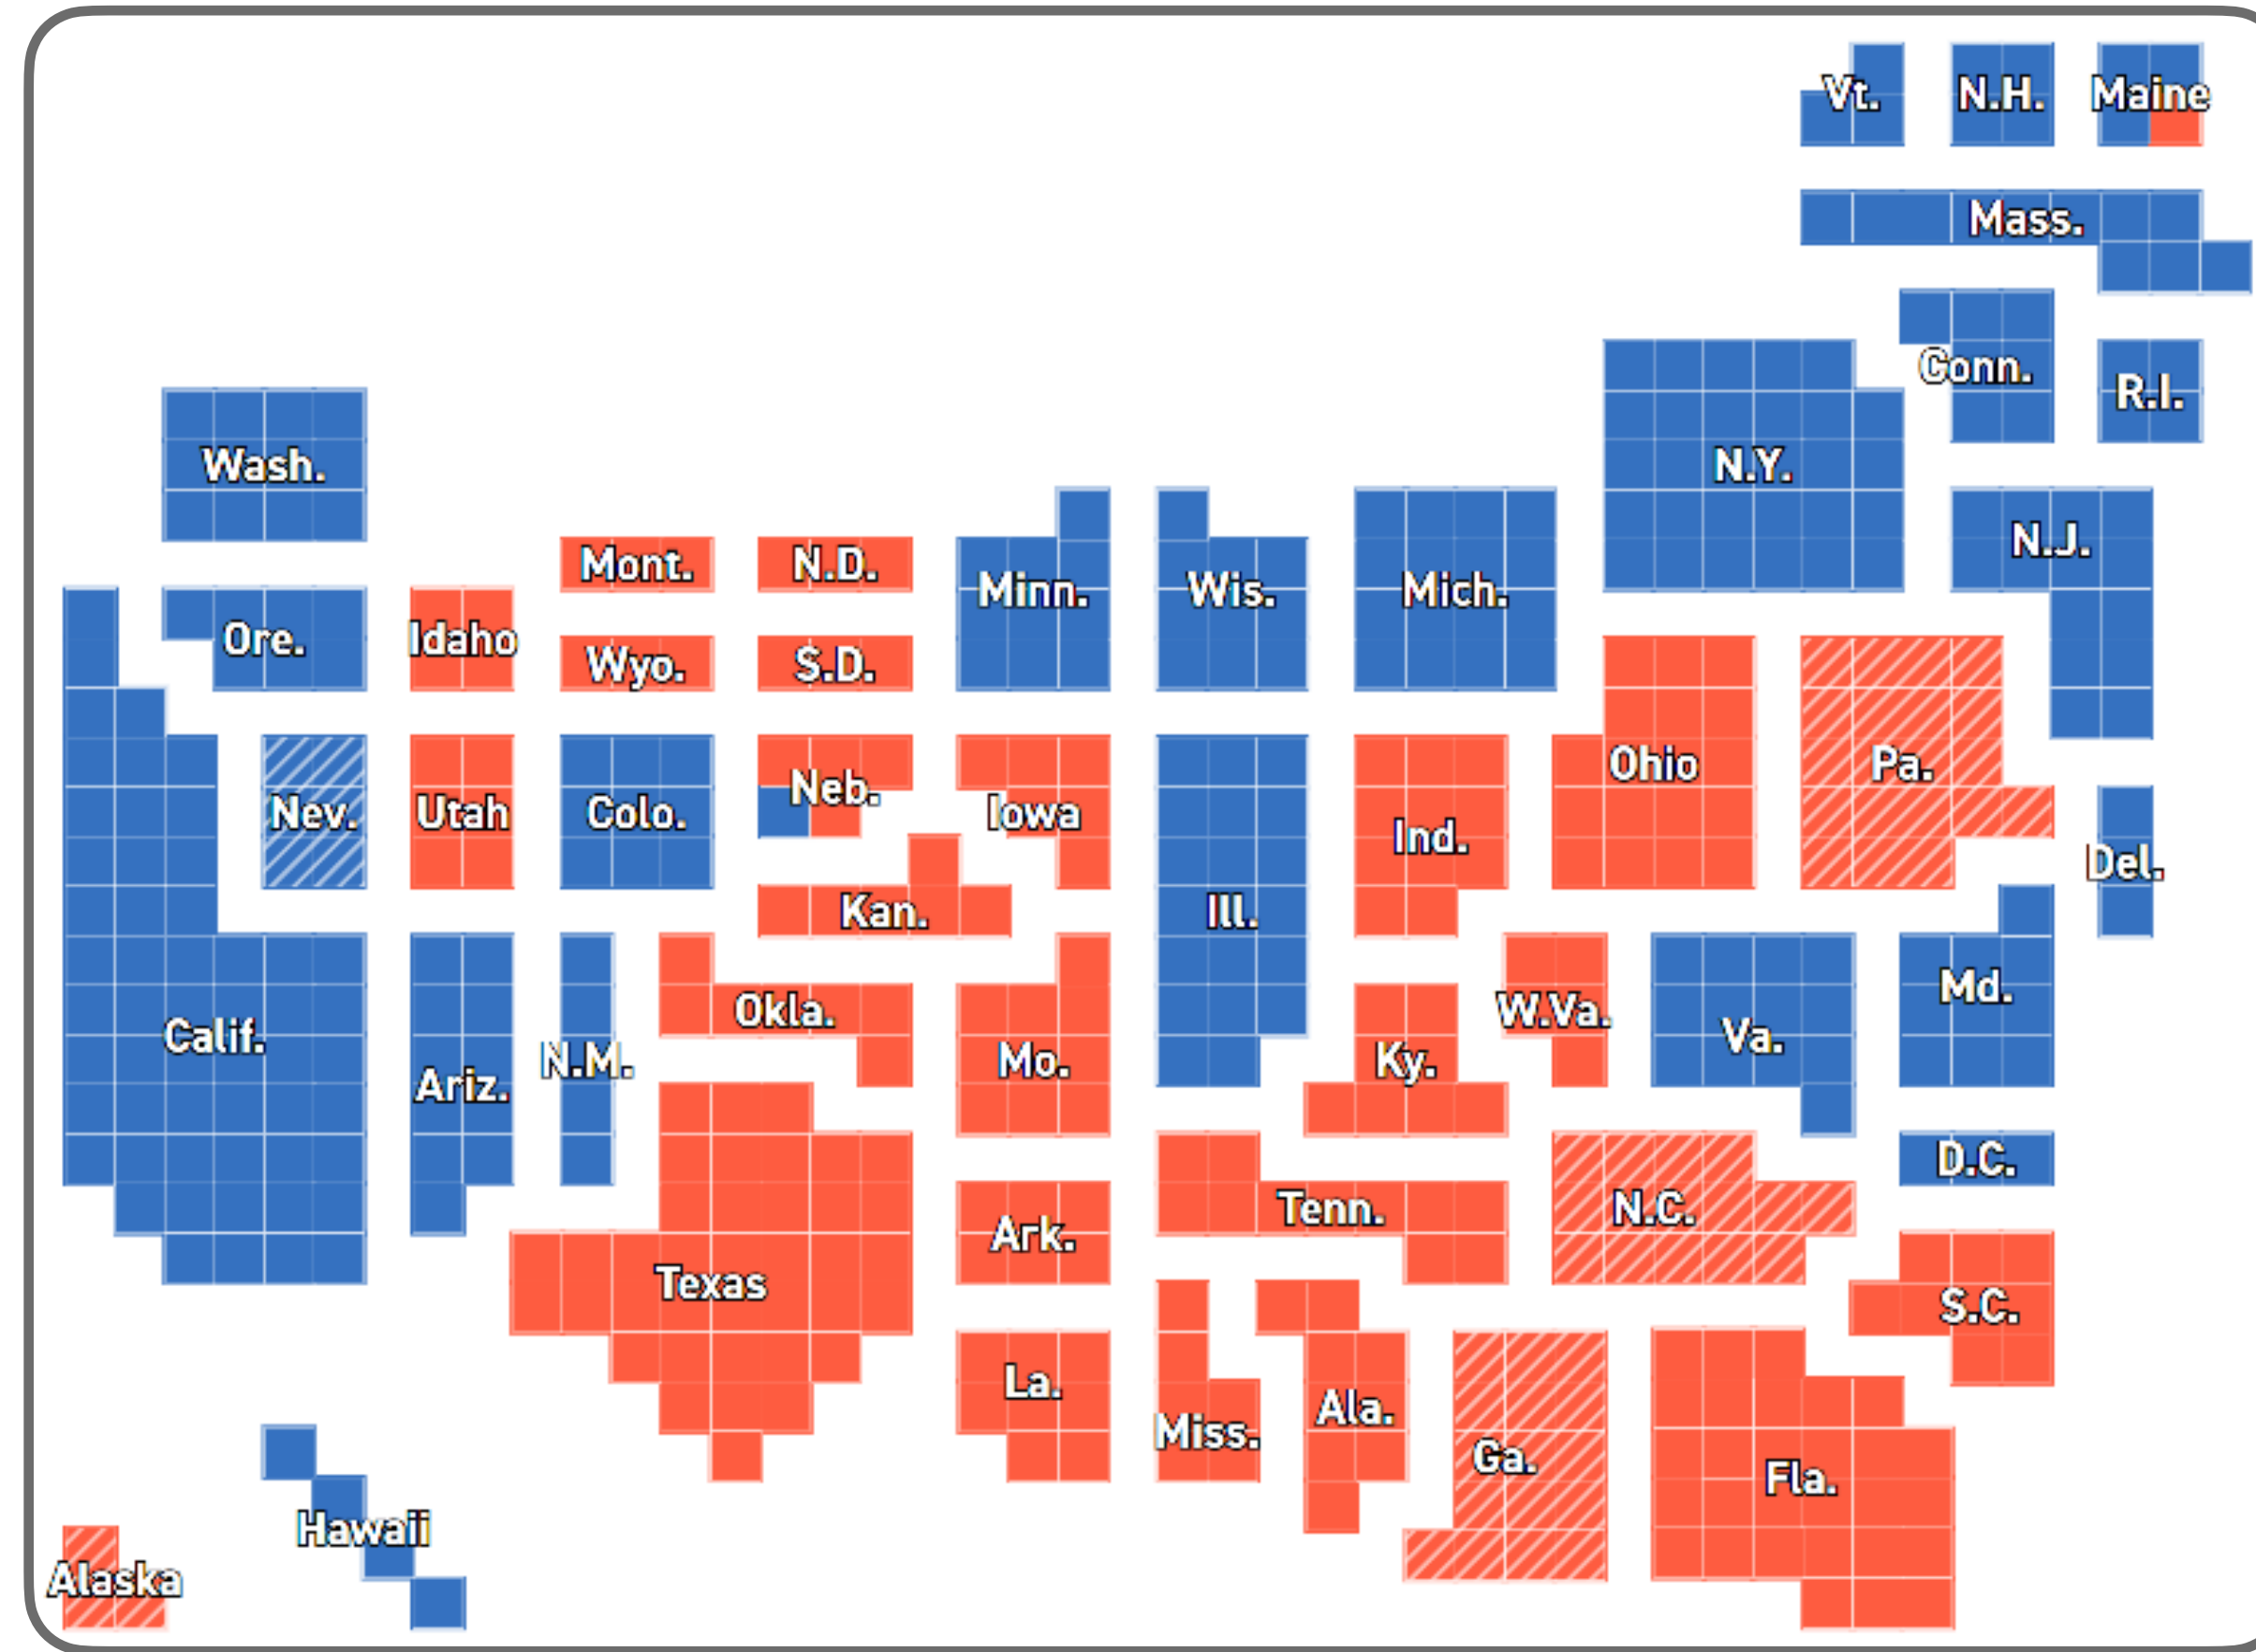 Vt.
N.H.
Maine
Mass.
Conn.
R.I.
Wash.
N.Y.
N.J.
Mont.
N.D.
Minn.
Wis.
Mich.
Ore.
Idaho
Wyo.
S.D.
Nev.
Utah
Colo.
Neb.
Iowa
Ind.
Ohio
Pa.
Del.
Kan.
Ill.
Calif.
Ariz.
N.M.
Okla.
Mo.
Ky.
W.Va.
Va.
Md.
D.C.
Texas
Ark.
Tenn.
N.C.
S.C.
La.
Miss.
Ala.
Ga.
Fla.
Hawaii
Alaska